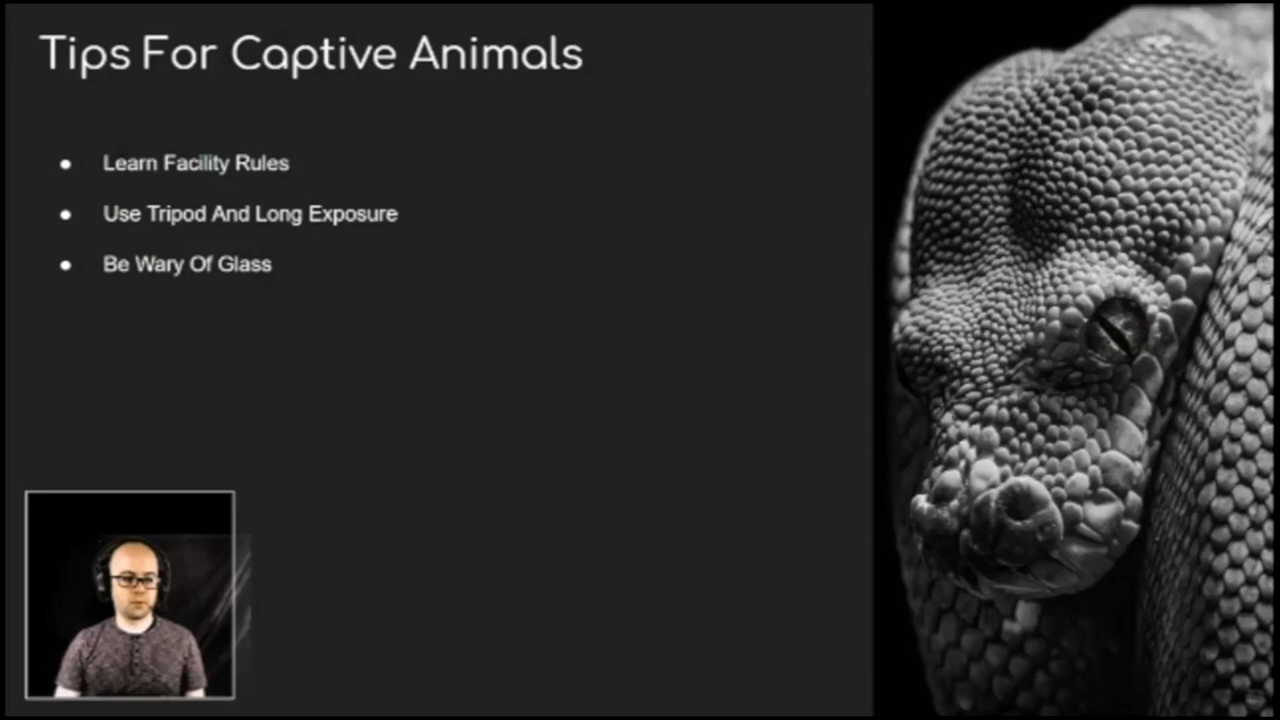 Tips For Captive Animals
Learn Facility Rules
Use Tripod And Long Exposure
Be Wary Of Glass